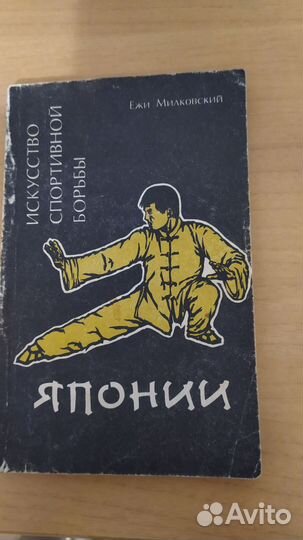 Ежи Милковский
ИСКУССТВО
СПОРТИВНОЙ
БОРЬБЫ
ЯПОНИИ
Avito